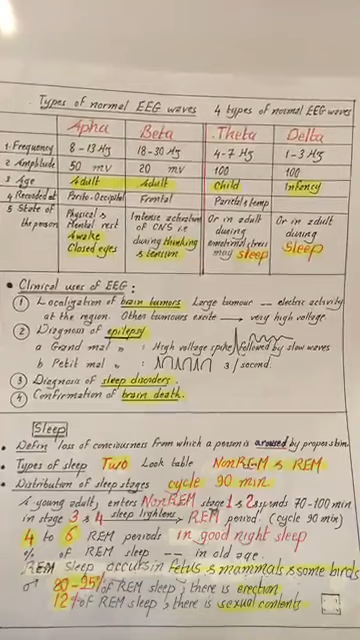 Types of normal EEG waves 4 types of normal EEG waves
Apha Beta Theta Delta
1. Frequency 8-13 Hz 18-30 Hz 4-7 Hz 1-3 Hz
2 Amplitude 50 mv 20 mv 100 100
3 Age Adult Adult Child Infancy
4 Recorded at Parito-Occipital Frontal Parietal & temp
5 State of the person Physical & Mental rest Awake Closed eyes Intense activation of CNS i.e during thinking & tension Or in adult during emotional stress may sleep Or in adult during Sleep
• Clinical uses of EEG :
① Localization of brain tumors Large tumour — electric activity
at the region. Other tumours excite → very high voltage.
② Diagnosis of epilepsy
a Grand mal : High voltage spike followed by slow waves
b Petit mal : 3/second.
③ Diagnosis of sleep disorders.
④ Confirmation of brain death.
Sleep
• Defin loss of conciousness from which a person is aroused by proper stim.
• Types of sleep Two Look table NonREM & REM
• Distribution of sleep stages cycle 90 min
A young adult, enters NonREM stage 1 & 2 spends 70-100 min
in stage 3 & 4 sleep lightens → REM period. (cycle 90 min)
4 to 6 REM periods in good night sleep
% of REM sleep -- in old age.
REM sleep occurs in fetus & mammals & some birds
80-95% of REM sleep, there is erection
12% of REM sleep, there is sexual contents